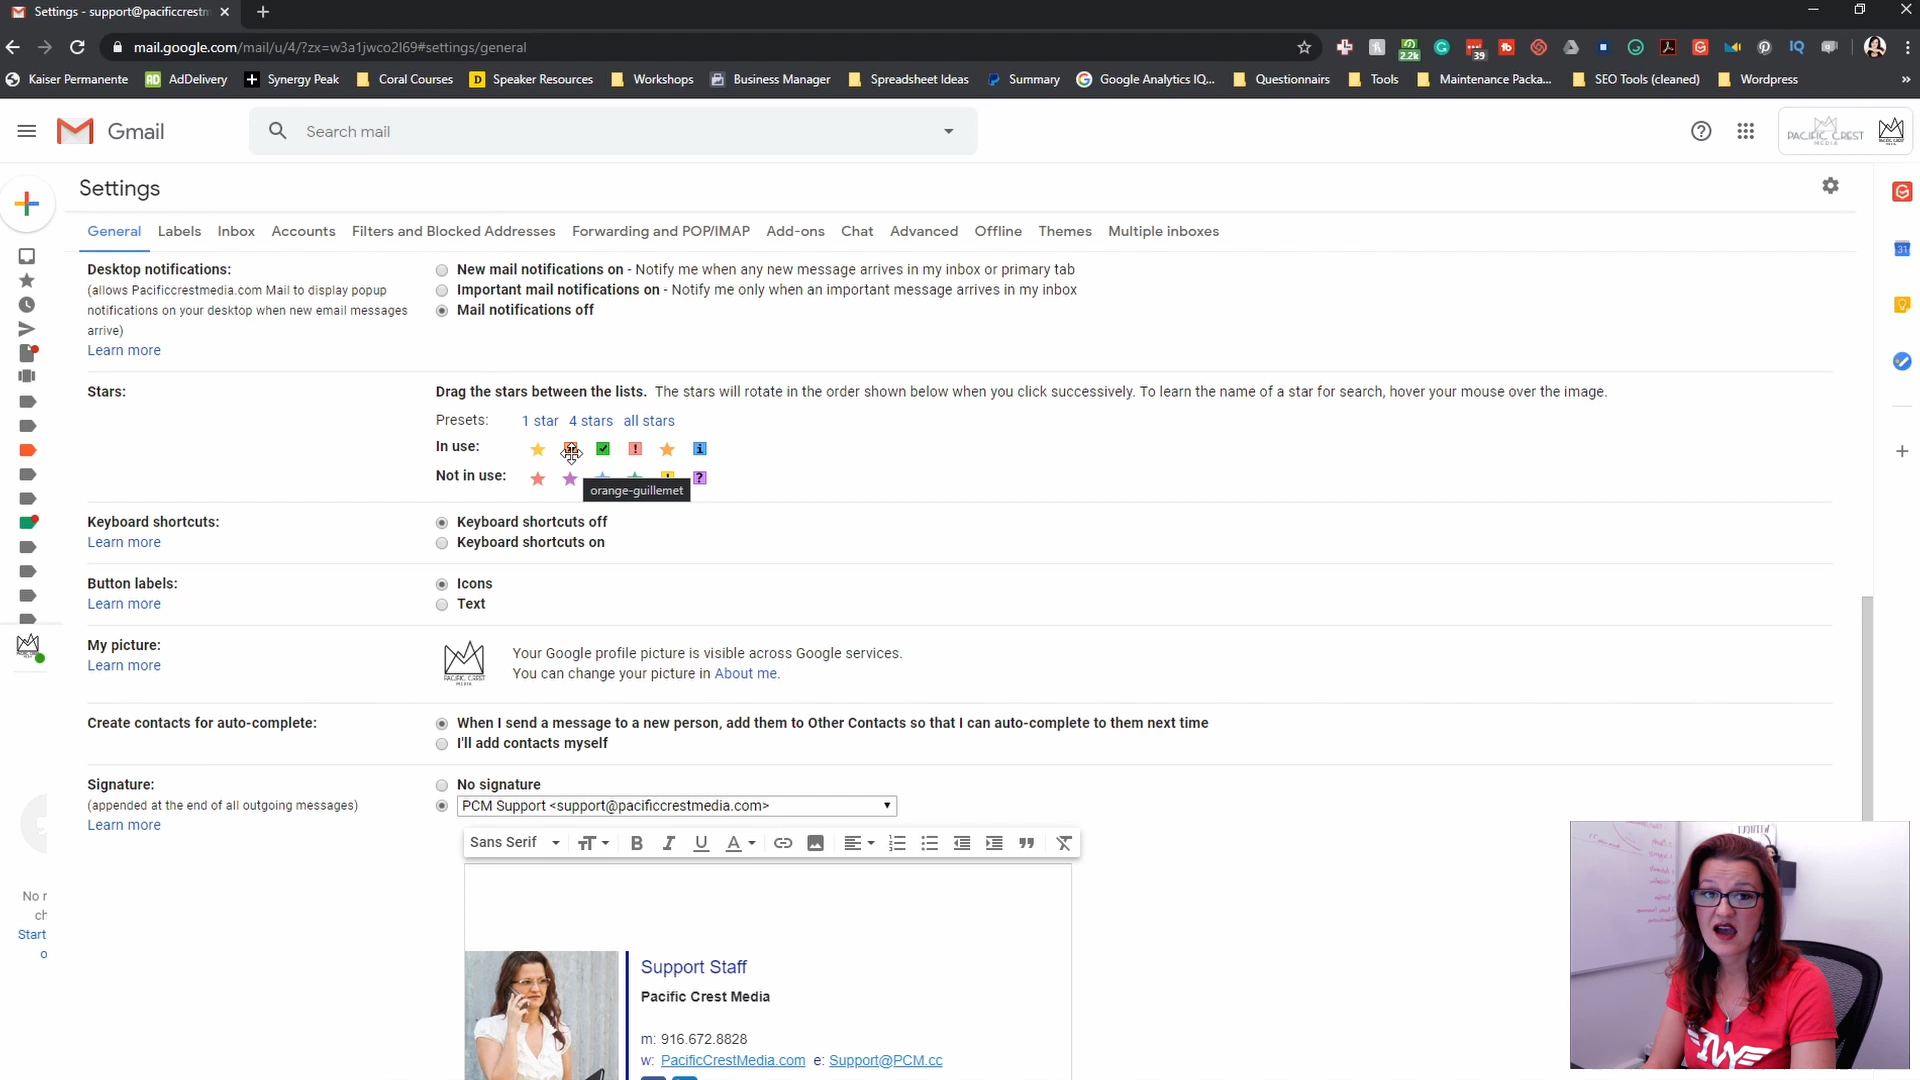 Settings - support@pacificcrestm
mail.google.com/mail/u/4/?zx=w3a1jwco2l69#settings/general
2.2k
39
Kaiser Permanente
AdDelivery
Synergy Peak
Coral Courses
Speaker Resources
Workshops
Business Manager
Spreadsheet Ideas
Summary
Google Analytics IQ...
Questionnairs
Tools
Maintenance Packa...
SEO Tools (cleaned)
Wordpress
»
Gmail
Search mail
PACIFIC CREST
MEDIA
Settings
General Labels Inbox Accounts Filters and Blocked Addresses Forwarding and POP/IMAP Add-ons Chat Advanced Offline Themes Multiple inboxes
Desktop notifications:
(allows Pacificcrestmedia.com Mail to display popup
notifications on your desktop when new email messages
arrive)
Learn more
New mail notifications on - Notify me when any new message arrives in my inbox or primary tab
Important mail notifications on - Notify me only when an important message arrives in my inbox
Mail notifications off
Stars:
Drag the stars between the lists. The stars will rotate in the order shown below when you click successively. To learn the name of a star for search, hover your mouse over the image.
Presets: 1 star 4 stars all stars
In use:
Not in use:
orange-guillemet
Keyboard shortcuts:
Learn more
Keyboard shortcuts off
Keyboard shortcuts on
Button labels:
Learn more
Icons
Text
My picture:
Learn more
PACIFIC CREST
MEDIA
Your Google profile picture is visible across Google services.
You can change your picture in About me.
Create contacts for auto-complete:
When I send a message to a new person, add them to Other Contacts so that I can auto-complete to them next time
I'll add contacts myself
Signature:
(appended at the end of all outgoing messages)
Learn more
No signature
PCM Support <support@pacificcrestmedia.com>
Sans Serif
Support Staff
Pacific Crest Media
m: 916.672.8828
w: PacificCrestMedia.com e: Support@PCM.cc
No r
ch
Start
o
31